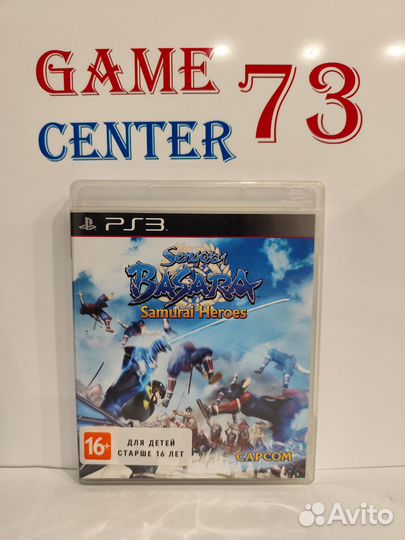 GAME 73
CENTER
PS3
Sengoku
BASARA
Samurai Heroes
16+
ДЛЯ ДЕТЕЙ
СТАРШЕ 16 ЛЕТ
CAPCOM
Avito